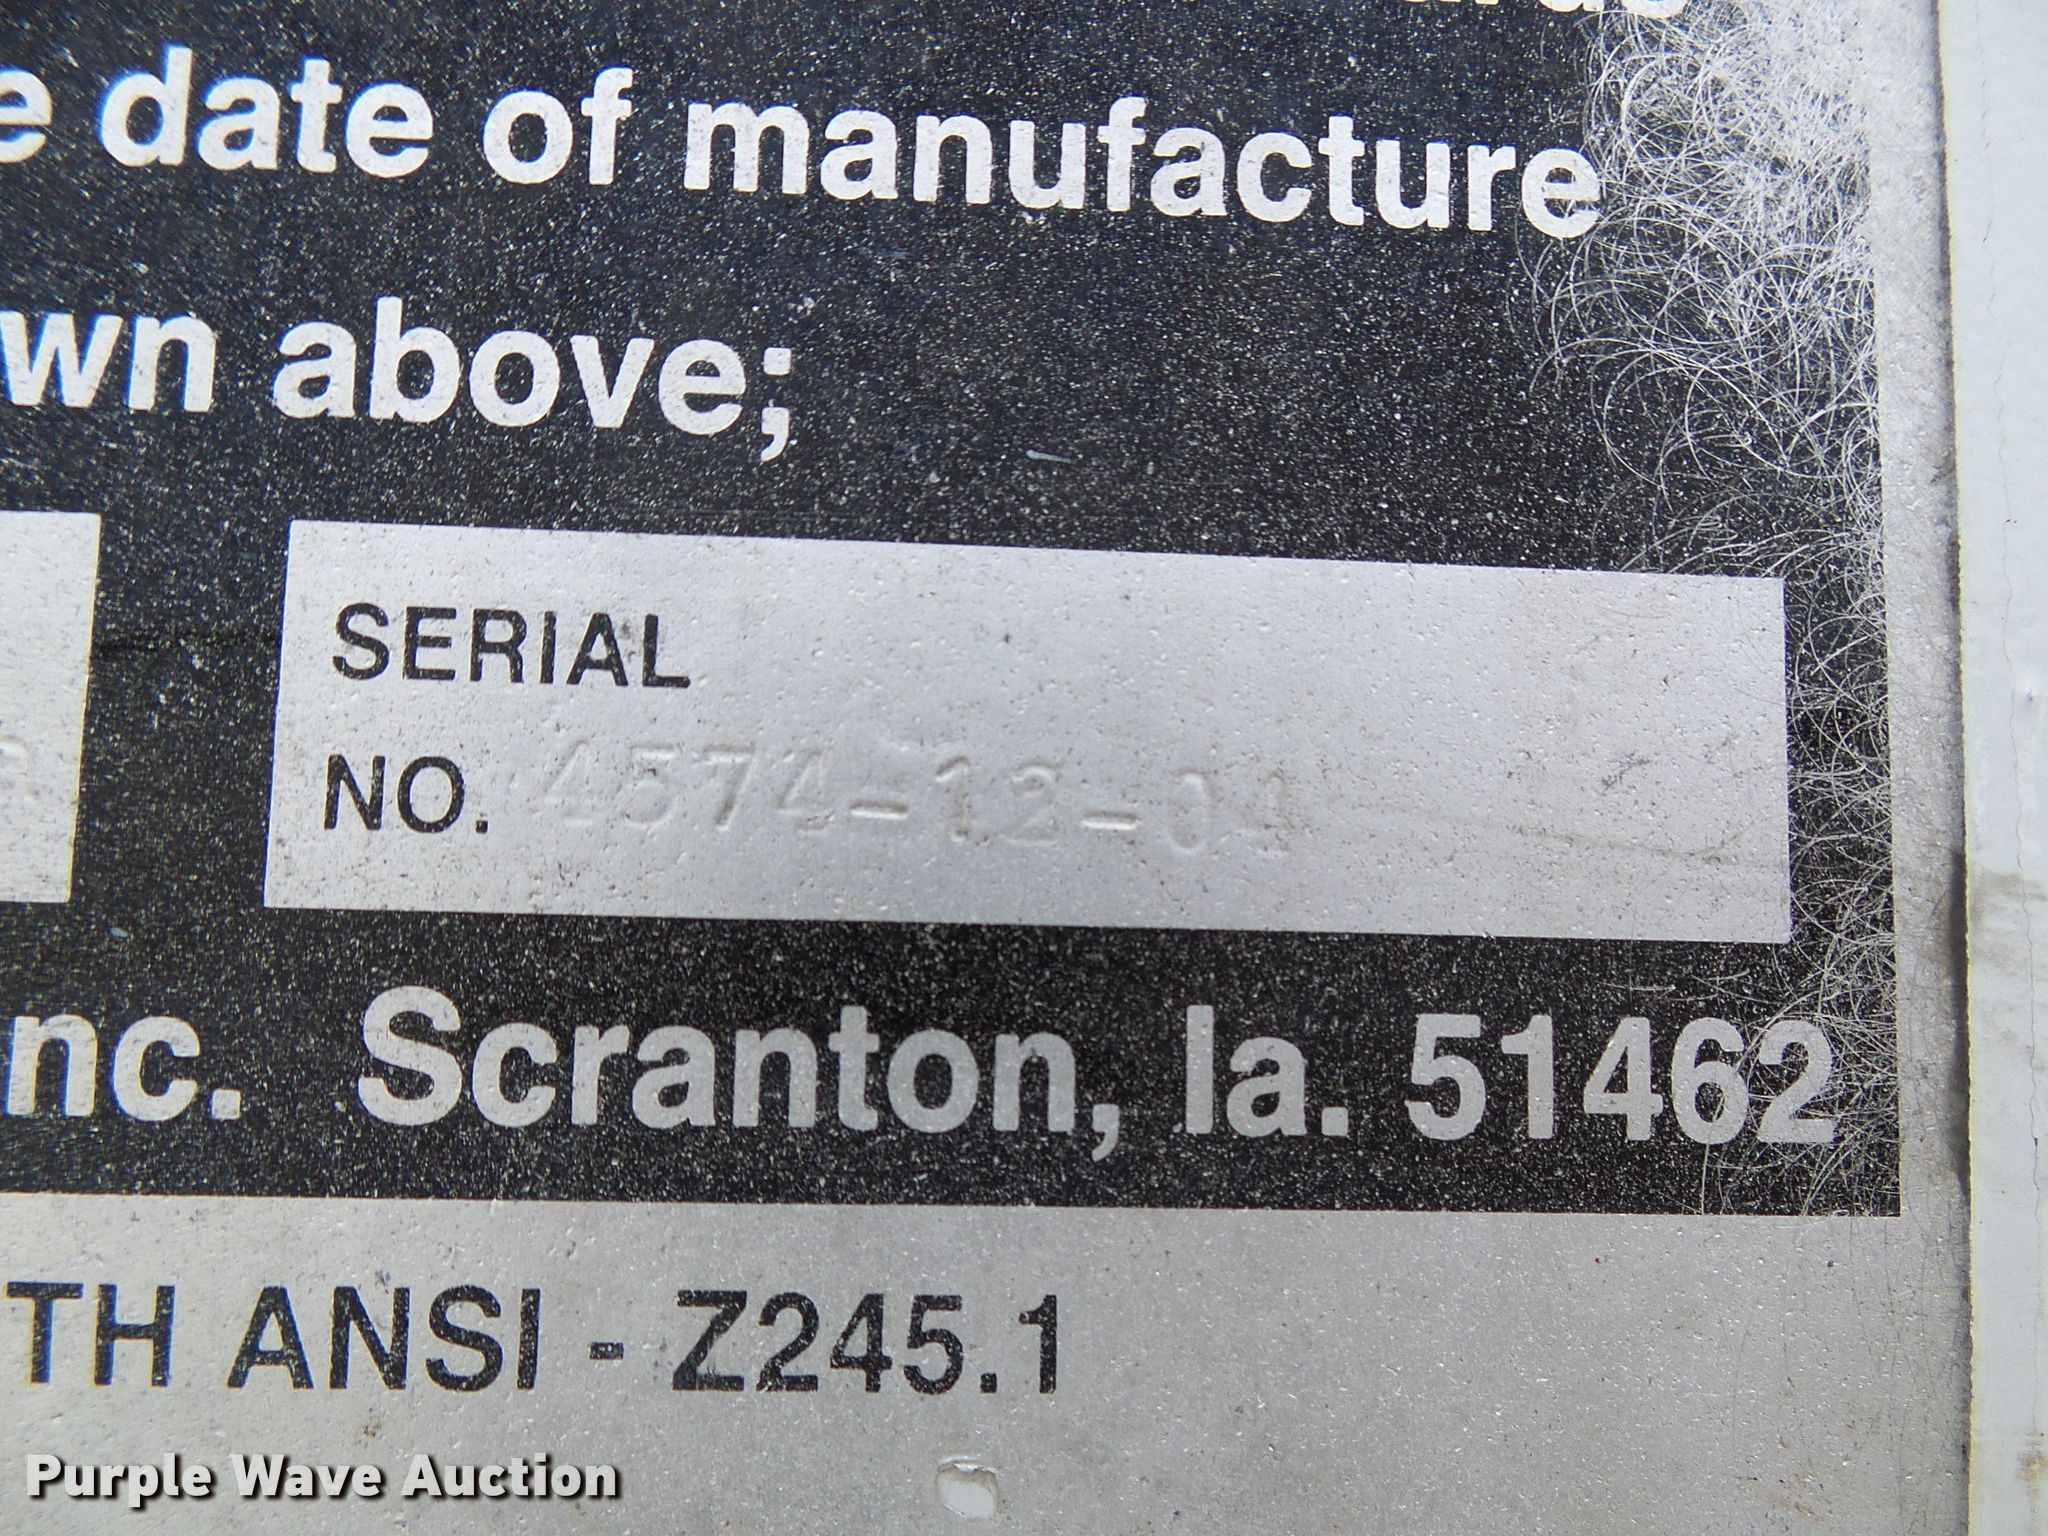 e date of manufacture
wn above;
SERIAL
NO. 4574-12-01
nc. Scranton, Ia. 51462
TH ANSI - Z245.1
Purple Wave Auction